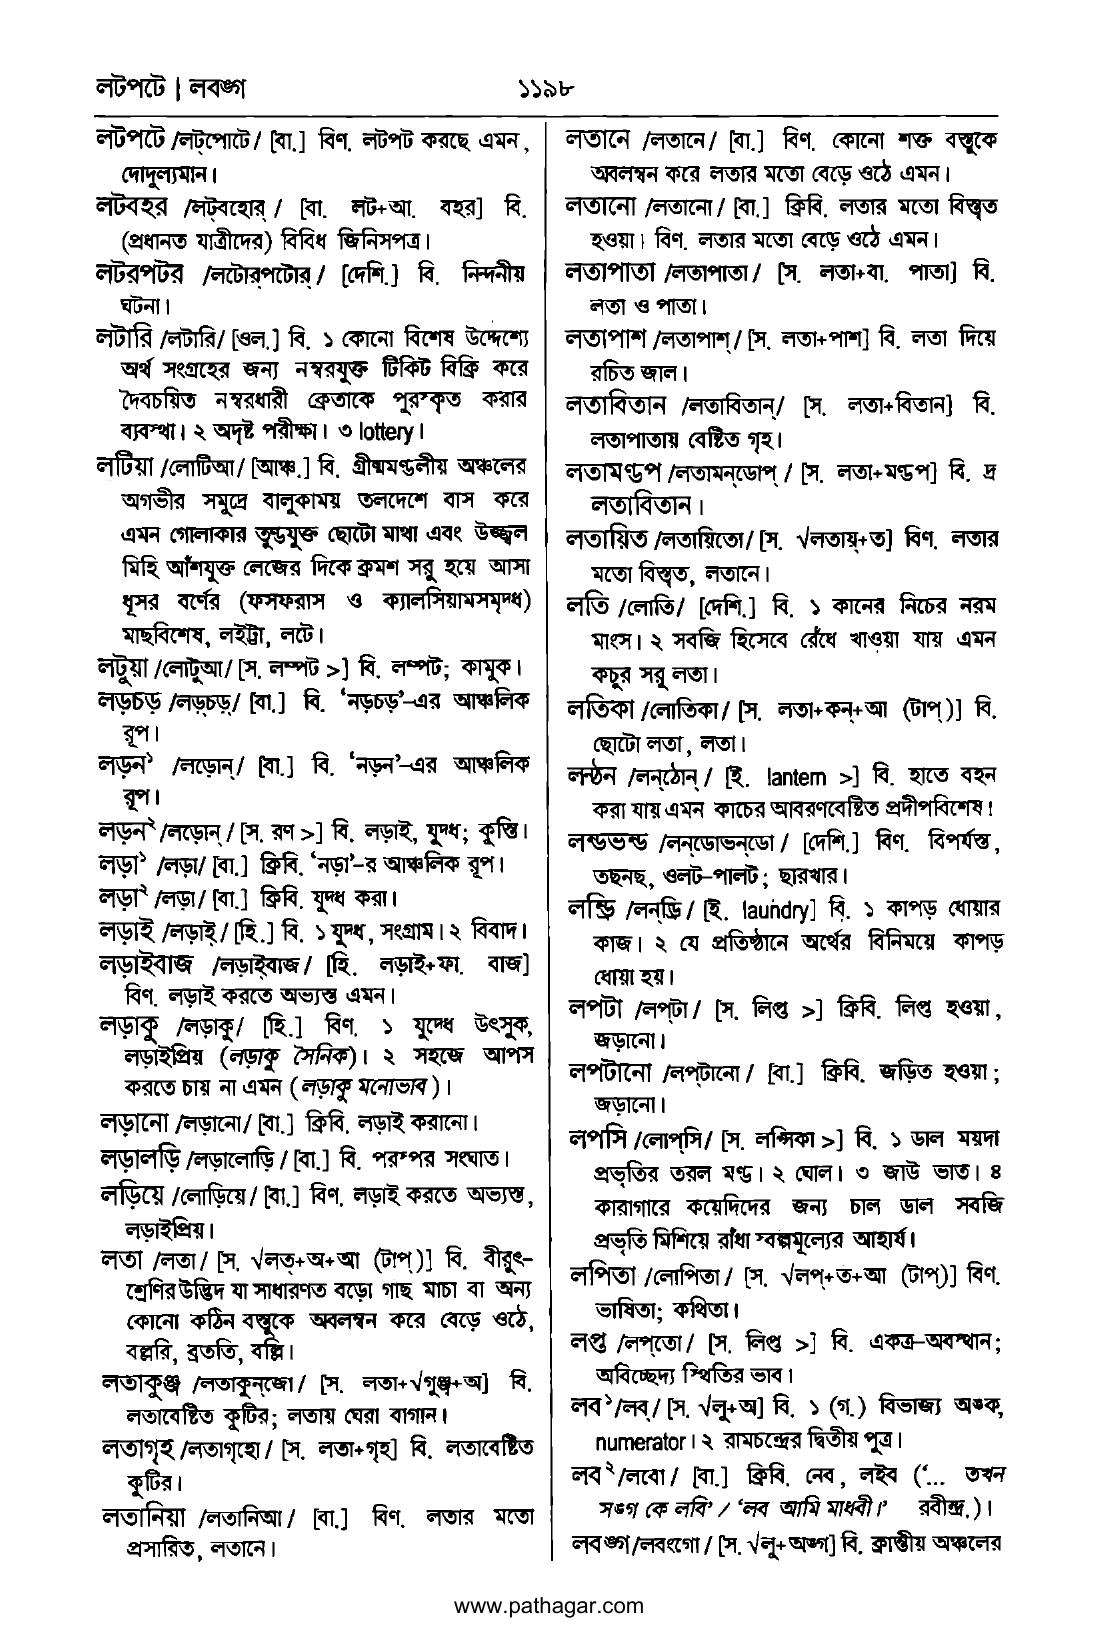 লটপটে | লবঙ্গ
১১৯৮
লটপটে /লট্‌পোটে/ [বা.] বিণ. লটপট করছে এমন,
দোদুল্যমান।
লটবহর /লট্‌বহোর্‌/ [বা. লট+আ. বহর] বি.
(প্রধানত যাত্রীদের) বিবিধ জিনিসপত্র।
লটরপটর /লটোর্‌পটোর্‌/ [দেশি.] বি. নিন্দনীয়
ঘটনা।
লটারি /লটারি/ [ওল.] বি. ১ কোনো বিশেষ উদ্দেশ্যে
অর্থ সংগ্রহের জন্য নম্বরযুক্ত টিকিট বিক্রি করে
দৈবচয়িত নম্বরধারী ক্রেতাকে পুরস্কৃত করার
ব্যবস্থা। ২ অদৃষ্ট পরীক্ষা। ৩ lottery।
লটিয়া /লোটিআ/ [আঞ্চ.] বি. গ্রীষ্মমণ্ডলীয় অঞ্চলের
অগভীর সমুদ্রে বালুকাময় তলদেশে বাস করে
এমন গোলাকার তুন্ডযুক্ত ছোটো মাথা এবং উজ্জ্বল
মিহি আঁশযুক্ত লেজের দিকে ক্রমশ সরু হয়ে আসা
ধূসর বর্ণের (ফসফরাস ও ক্যালসিয়ামসমৃদ্ধ)
মাছবিশেষ, লইট্টা, লটে।
লটুয়া /লোটুআ/ [স. লম্পট >] বি. লম্পট; কামুক।
লড়চড় /লড়্‌চড়্‌/ [বা.] বি. ‘নড়চড়’-এর আঞ্চলিক
রূপ।
লড়ন১ /লড়োন্‌/ [বা.] বি. ‘নড়ন’-এর আঞ্চলিক
রূপ।
লড়ন২ /লড়োন্‌/ [স. রণ >] বি. লড়াই, যুদ্ধ; কুস্তি।
লড়া১ /লড়া/ [বা.] ক্রিবি. ‘নড়া’-র আঞ্চলিক রূপ।
লড়া২ /লড়া/ [বা.] ক্রিবি. যুদ্ধ করা।
লড়াই /লড়াই্‌/ [হি.] বি. ১ যুদ্ধ, সংগ্রাম। ২ বিবাদ।
লড়াইবাজ /লড়াই্‌বাজ্‌/ [হি. লড়াই+ফা. বাজ]
বিণ. লড়াই করতে অভ্যস্ত এমন।
লড়াকু /লড়াকু/ [হি.] বিণ. ১ যুদ্ধে উৎসুক,
লড়াইপ্রিয় (লড়াকু সৈনিক)। ২ সহজে আপস
করতে চায় না এমন (লড়াকু মনোভাব)।
লড়ানো /লড়ানো/ [বা.] ক্রিবি. লড়াই করানো।
লড়ালড়ি /লড়ালোড়ি/ [বা.] বি. পরস্পর সংঘাত।
লড়িয়ে /লোড়িয়ে/ [বা.] বিণ. লড়াই করতে অভ্যস্ত,
লড়াইপ্রিয়।
লতা /লতা/ [স. √লত্‌+অ+আ (টাপ্‌)] বি. বীরুৎ-
শ্রেণির উদ্ভিদ যা সাধারণত বড়ো গাছ মাচা বা অন্য
কোনো কঠিন বস্তুকে অবলম্বন করে বেড়ে ওঠে,
বল্লরি, ব্রততি, বল্লি।
লতাকুঞ্জ /লতাকুন্‌জো/ [স. লতা+√গুঞ্জ্‌+অ] বি.
লতাবেষ্টিত কুটির; লতায় ঘেরা বাগান।
লতাগৃহ /লতাগৃহো/ [স. লতা+গৃহ] বি. লতাবেষ্টিত
কুটির।
লতানিয়া /লতানিআ/ [বা.] বিণ. লতার মতো
প্রসারিত, লতানে।
লতানে /লতানে/ [বা.] বিণ. কোনো শক্ত বস্তুকে
অবলম্বন করে লতার মতো বেড়ে ওঠে এমন।
লতানো /লতানো/ [বা.] ক্রিবি. লতার মতো বিস্তৃত
হওয়া। বিণ. লতার মতো বেড়ে ওঠে এমন।
লতাপাতা /লতাপাতা/ [স. লতা+বা. পাতা] বি.
লতা ও পাতা।
লতাপাশ /লতাপাশ্‌/ [স. লতা+পাশ] বি. লতা দিয়ে
রচিত জাল।
লতাবিতান /লতাবিতান্‌/ [স. লতা+বিতান] বি.
লতাপাতায় বেষ্টিত গৃহ।
লতামণ্ডপ /লতামন্‌ডোপ্‌/ [স. লতা+মণ্ডপ] বি. দ্র
লতাবিতান।
লতায়িত /লতায়িতো/ [স. √লতায়্‌+ত] বিণ. লতার
মতো বিস্তৃত, লতানে।
লতি /লোতি/ [দেশি.] বি. ১ কানের নিচের নরম
মাংস। ২ সবজি হিসেবে রেঁধে খাওয়া যায় এমন
কচুর সরু লতা।
লতিকা /লোতিকা/ [স. লতা+কন্‌+আ (টাপ্‌)] বি.
ছোটো লতা, লতা।
লন্ঠন /লন্‌ঠোন্‌/ [ই. lantern >] বি. হাতে বহন
করা যায় এমন কাচের আবরণবেষ্টিত প্রদীপবিশেষ।
লন্ডভন্ড /লন্‌ডোভন্‌ডো/ [দেশি.] বিণ. বিপর্যস্ত,
তছনছ, ওলট-পালট; ছারখার।
লন্ড্রি /লন্‌ড্রি/ [ই. laundry] বি. ১ কাপড় ধোয়ার
কাজ। ২ যে প্রতিষ্ঠানে অর্থের বিনিময়ে কাপড়
ধোয়া হয়।
লপটা /লপ্‌টা/ [স. লিপ্ত >] ক্রিবি. লিপ্ত হওয়া,
জড়ানো।
লপটানো /লপ্‌টানো/ [বা.] ক্রিবি. জড়িত হওয়া;
জড়ানো।
লপসি /লোপ্‌সি/ [স. লপ্সিকা >] বি. ১ ডাল ময়দা
প্রভৃতির তরল মণ্ড। ২ ঘোল। ৩ জাউ ভাত। ৪
কারাগারে কয়েদিদের জন্য চাল ডাল সবজি
প্রভৃতি মিশিয়ে রাঁধা স্বল্পমূল্যের আহার্য।
লপিতা /লোপিতা/ [স. √লপ্‌+ত+আ (টাপ্‌)] বিণ.
ভাষিতা; কথিতা।
লপ্ত /লপ্‌তো/ [স. লিপ্ত >] বি. একত্র-অবস্থান;
অবিচ্ছেদ্য স্থিতির ভাব।
লব১ /লব্‌/ [স. √লূ+অ] বি. ১ (গ.) বিভাজ্য অঙ্ক,
numerator। ২ রামচন্দ্রের দ্বিতীয় পুত্র।
লব২ /লবো/ [বা.] ক্রিবি. নেব, লইব (‘... তখন
সঙ্গ কে লবি’ / ‘লব আমি মাধবী।’ রবীন্দ্র.)।
লবঙ্গ /লবংগো/ [স. √লূ+অঙ্গ] বি. ক্রান্তীয় অঞ্চলের
www.pathagar.com